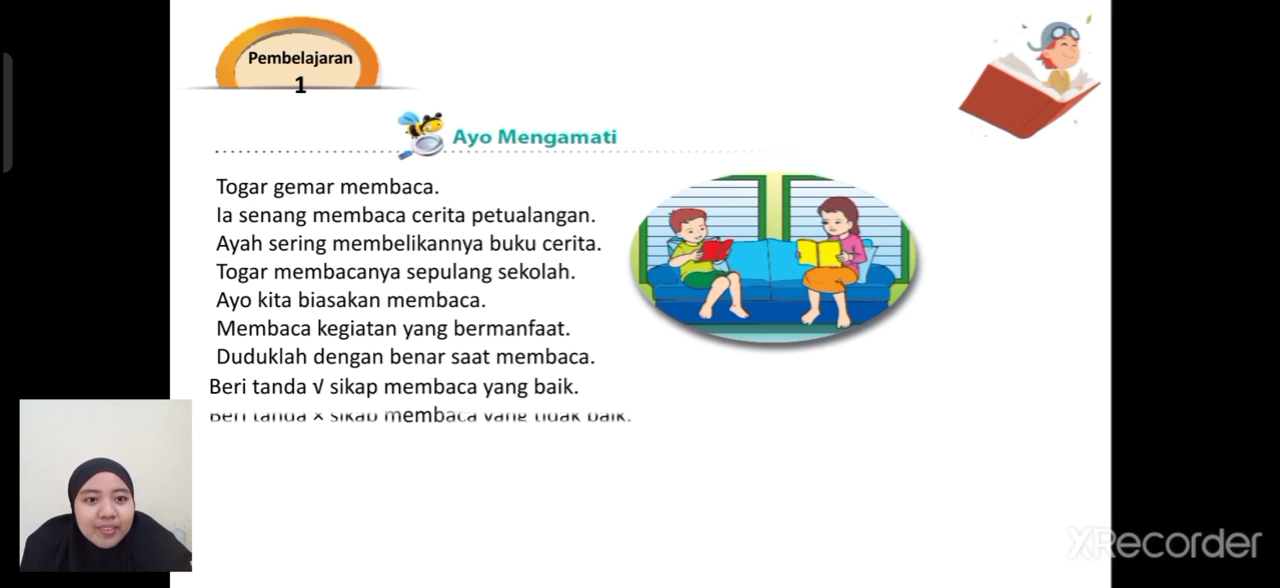 Pembelajaran
1
Ayo Mengamati
Togar gemar membaca.
Ia senang membaca cerita petualangan.
Ayah sering membelikannya buku cerita.
Togar membacanya sepulang sekolah.
Ayo kita biasakan membaca.
Membaca kegiatan yang bermanfaat.
Duduklah dengan benar saat membaca.
Beri tanda √ sikap membaca yang baik.
Beri tanda × sikap membaca yang tidak baik.
XRecorder